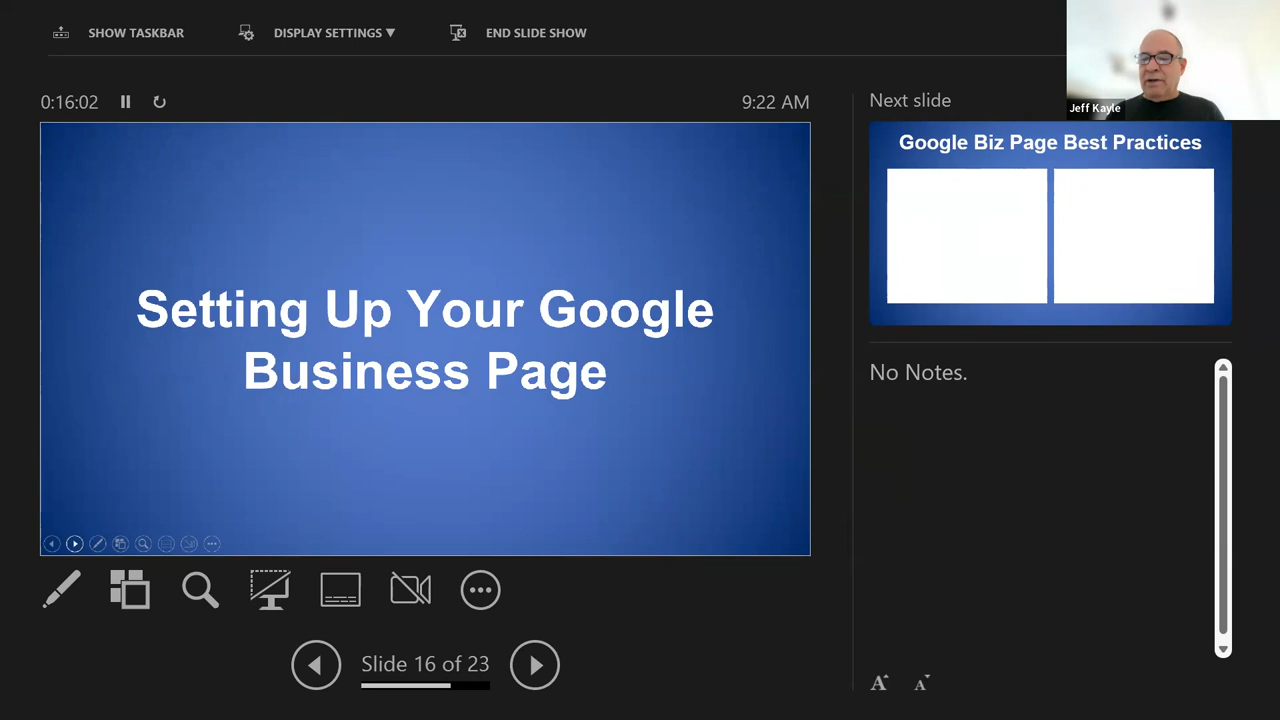 SHOW TASKBAR
DISPLAY SETTINGS ▼
END SLIDE SHOW
Jeff Kayle
0:16:02
9:22 AM
Next slide
Setting Up Your Google
Business Page
Google Biz Page Best Practices
No Notes.
Slide 16 of 23
A A